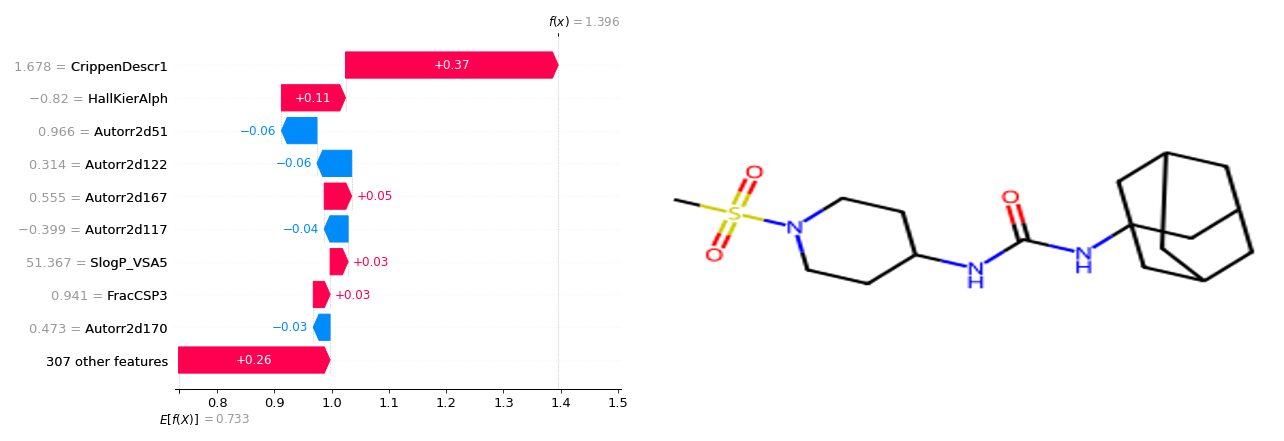 f(x) = 1.396
1.678 = CrippenDescr1
+0.37
−0.82 = HallKierAlph
+0.11
0.966 = Autorr2d51
−0.06
0.314 = Autorr2d122
−0.06
0.555 = Autorr2d167
+0.05
−0.399 = Autorr2d117
−0.04
51.367 = SlogP_VSA5
+0.03
0.941 = FracCSP3
+0.03
0.473 = Autorr2d170
−0.03
307 other features
+0.26
0.8 0.9 1.0 1.1 1.2 1.3 1.4 1.5
E[f(X)] = 0.733
O
S
O
N
O
N
H
N
H